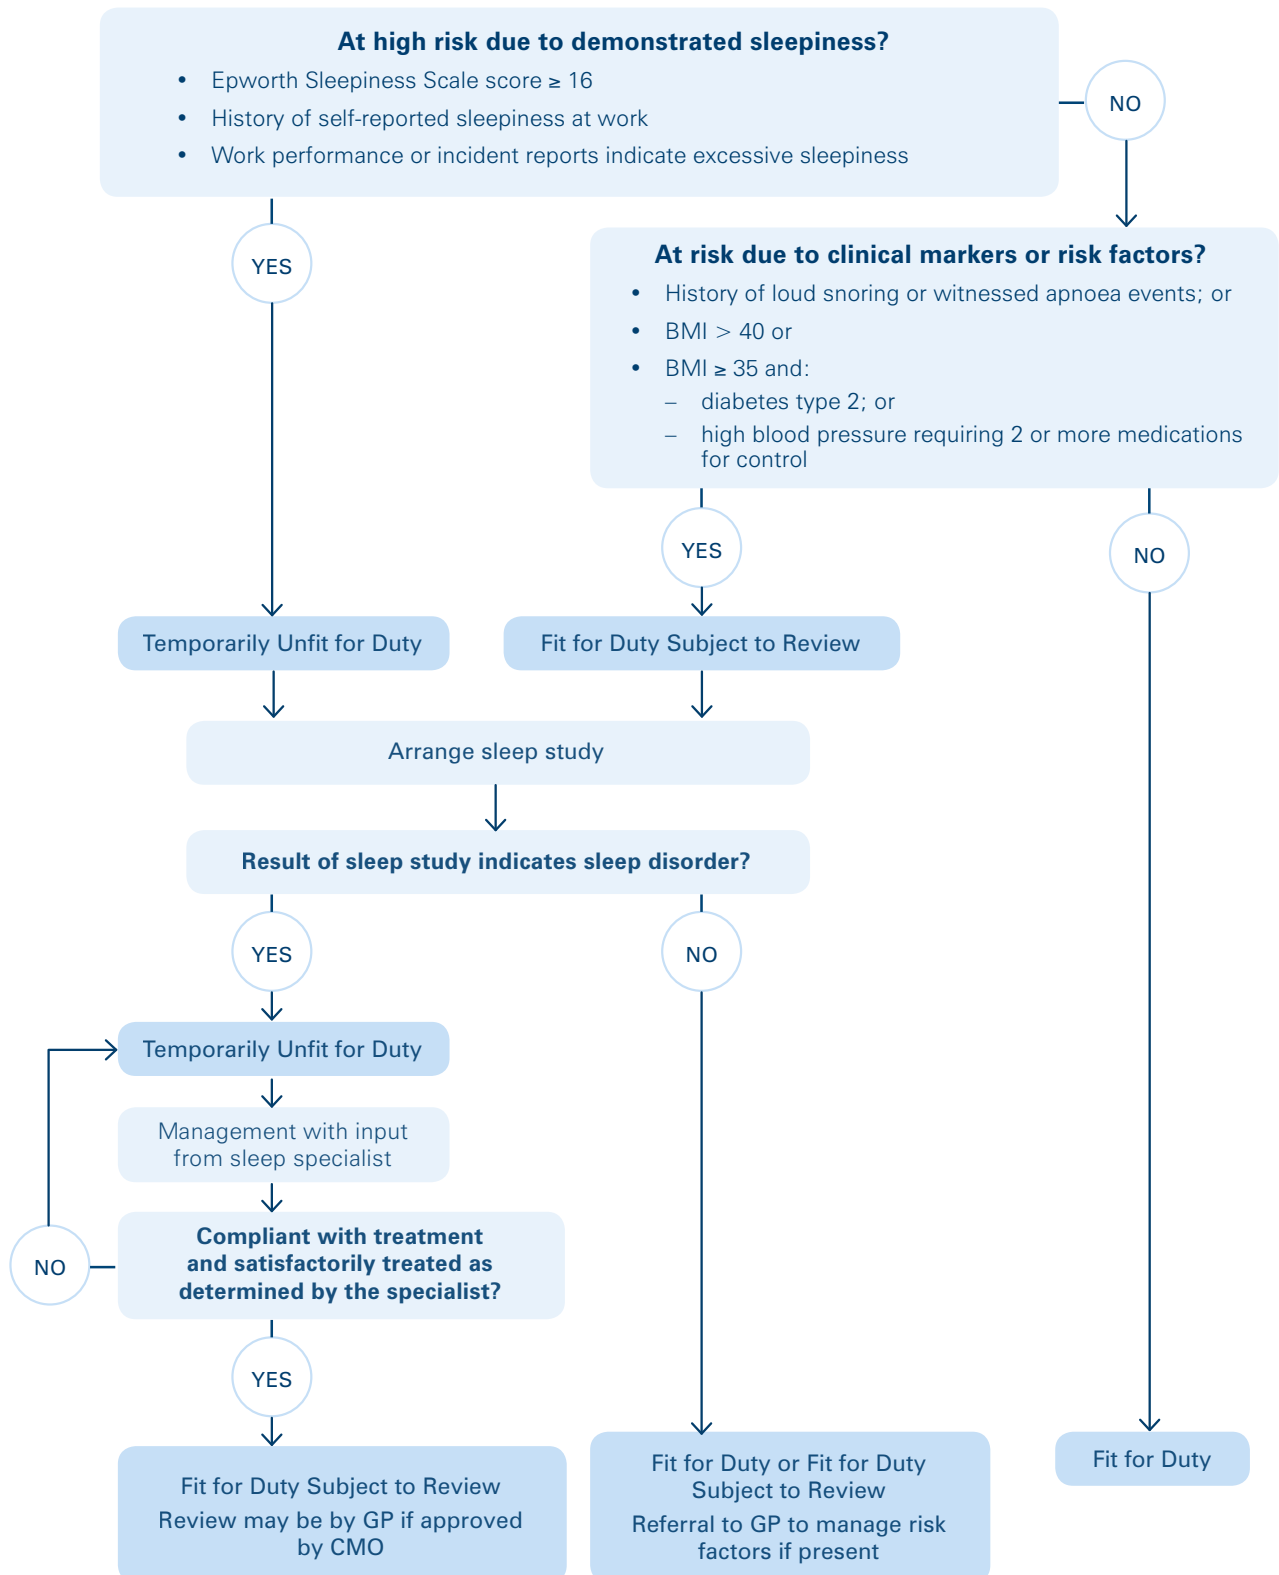 At high risk due to demonstrated sleepiness?
• Epworth Sleepiness Scale score ≥ 16
• History of self-reported sleepiness at work
• Work performance or incident reports indicate excessive sleepiness
NO
YES
At risk due to clinical markers or risk factors?
• History of loud snoring or witnessed apnoea events; or
• BMI > 40 or
• BMI ≥ 35 and:
– diabetes type 2; or
– high blood pressure requiring 2 or more medications
for control
YES
NO
Temporarily Unfit for Duty
Fit for Duty Subject to Review
Arrange sleep study
Result of sleep study indicates sleep disorder?
YES
NO
Temporarily Unfit for Duty
Management with input
from sleep specialist
Compliant with treatment
and satisfactorily treated as
determined by the specialist?
NO
YES
Fit for Duty Subject to Review
Review may be by GP if approved
by CMO
Fit for Duty or Fit for Duty
Subject to Review
Referral to GP to manage risk
factors if present
Fit for Duty